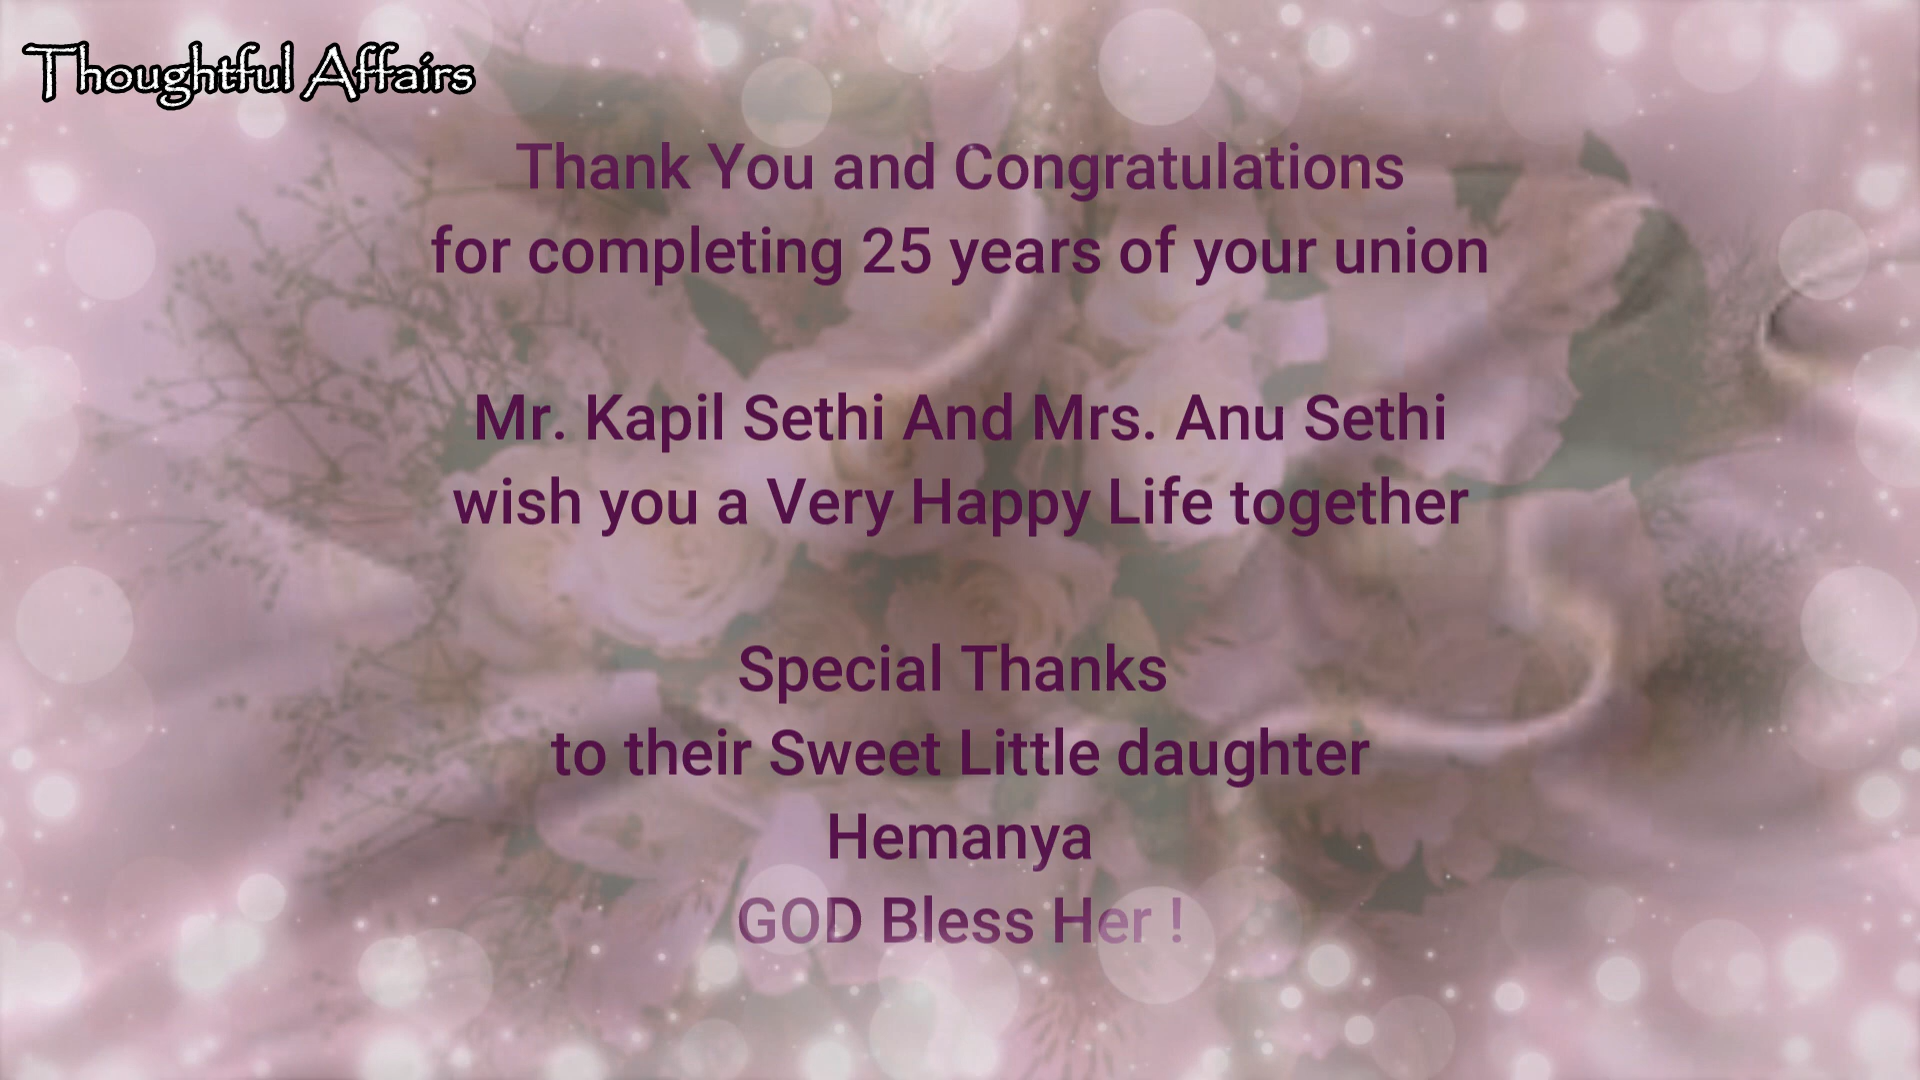 Thoughtful Affairs
Thank You and Congratulations
for completing 25 years of your union
Mr. Kapil Sethi And Mrs. Anu Sethi
wish you a Very Happy Life together
Special Thanks
to their Sweet Little daughter
Hemanya
GOD Bless Her !